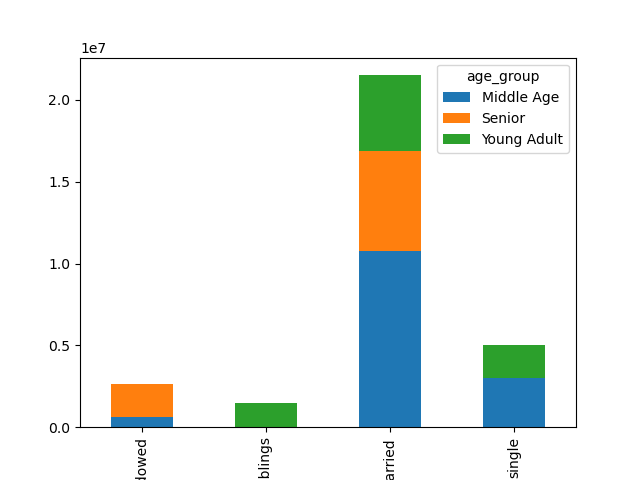 1e7
age_group
Middle Age
Senior
Young Adult
2.0
1.5
1.0
0.5
0.0
dowed
blings
arried
single